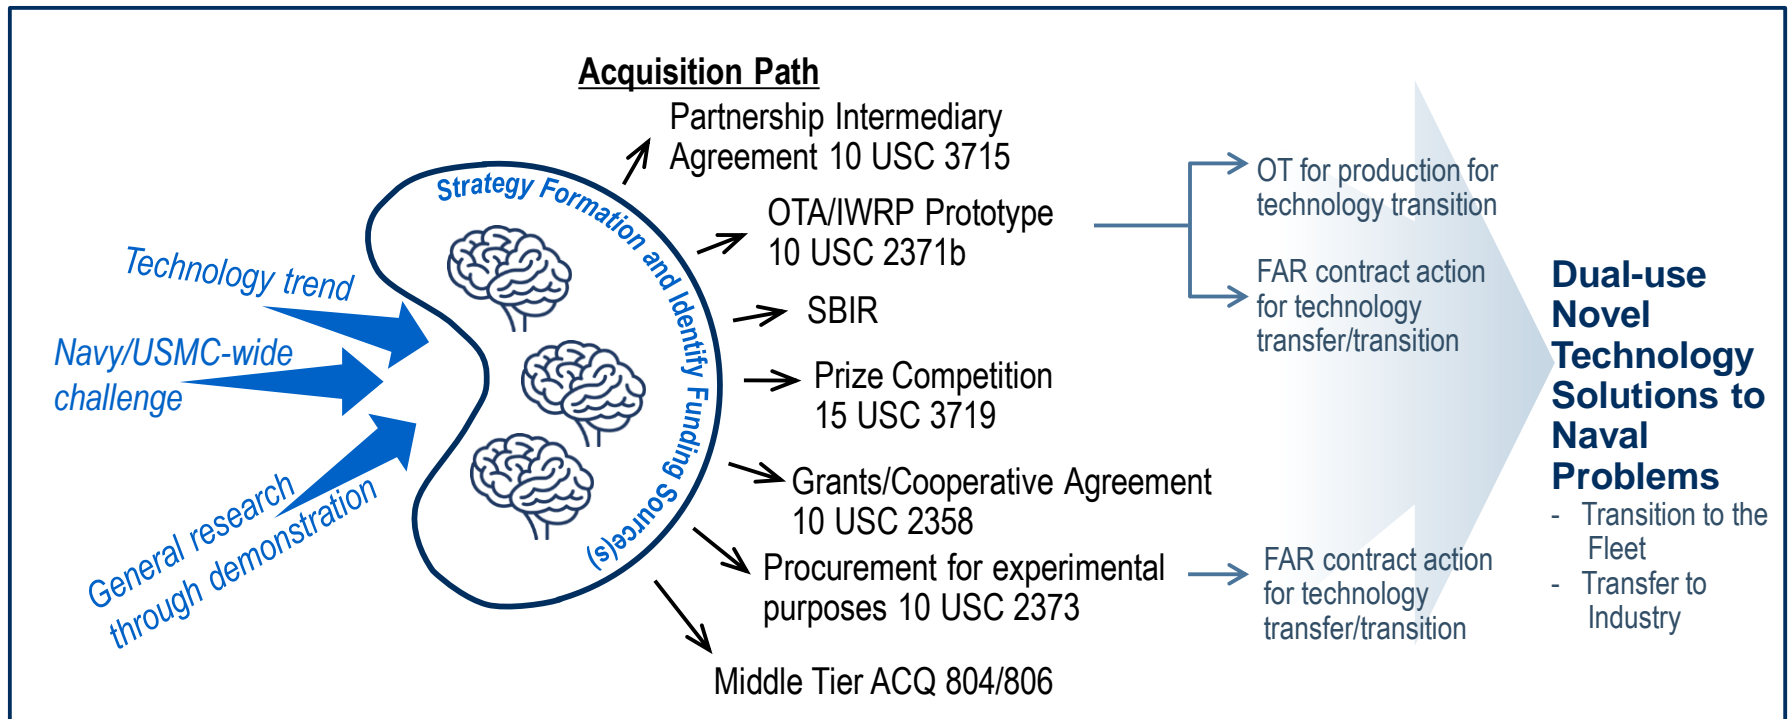 Acquisition Path
Partnership Intermediary
Agreement 10 USC 3715
OTA/IWRP Prototype
10 USC 2371b
SBIR
Prize Competition
15 USC 3719
Grants/Cooperative Agreement
10 USC 2358
Procurement for experimental
purposes 10 USC 2373
Middle Tier ACQ 804/806
Strategy Formation and Identify Funding Source(s)
Technology trend
Navy/USMC-wide
challenge
General research
through demonstration
OT for production for
technology transition
FAR contract action
for technology
transfer/transition
FAR contract action
for technology
transfer/transition
Dual-use
Novel
Technology
Solutions to
Naval
Problems
- Transition to the
Fleet
- Transfer to
Industry